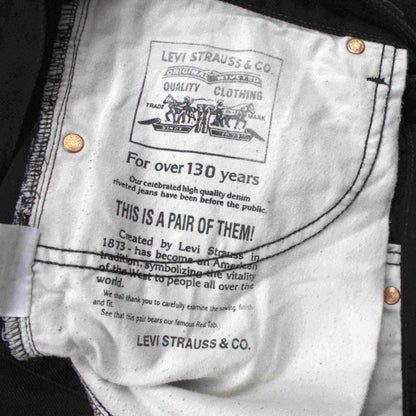 LEVI STRAUSS & CO.
ORIGINAL RIVETED
QUALITY CLOTHING
TRADE MARK
SINCE 1873
For over 130 years
Our celebrated high quality denim
riveted jeans have been before the public.
THIS IS A PAIR OF THEM!
Created by Levi Strauss in
1873 - has become an American
tradition, symbolizing the vitality
of the West to people all over the
world.
We shall thank you to carefully examine the sewing, finish
and fit.
See that this pair bears our famous Red Tab.
LEVI STRAUSS & CO.